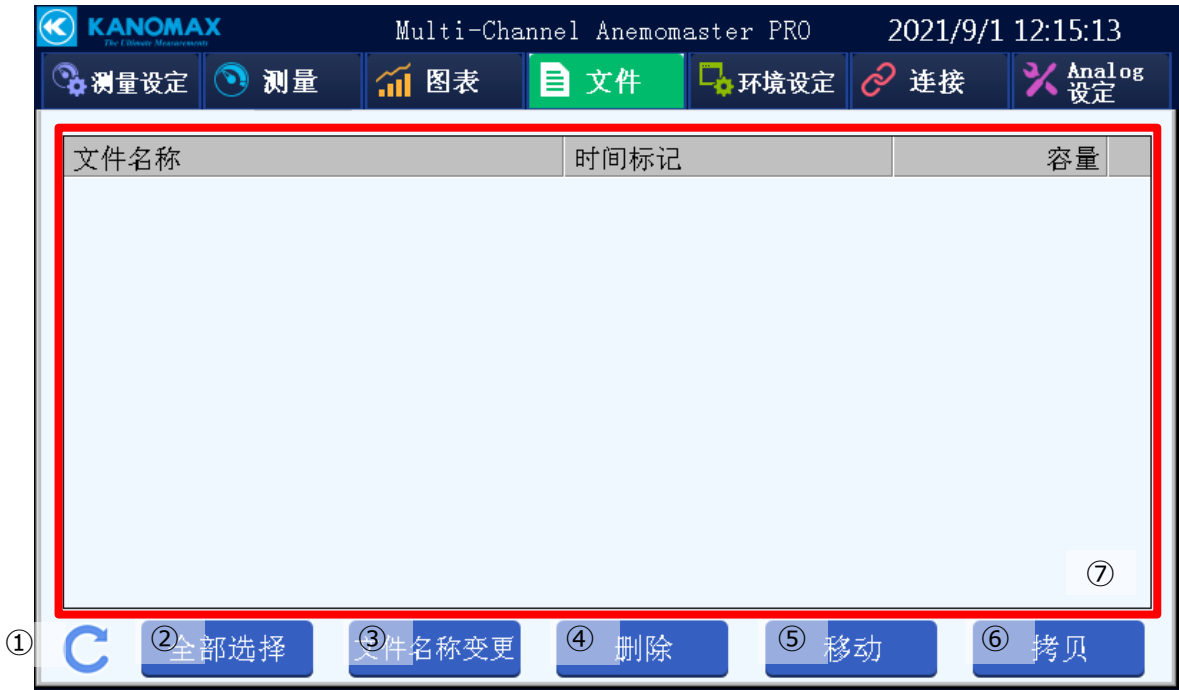 KANOMAX
The Ultimate Measurements
Multi-Channel Anemomaster PRO
2021/9/1 12:15:13
测量设定 测量 图表 文件 环境设定 连接 Analog
设定
文件名称 时间标记 容量
⑦
① ②全部选择 ③文件名称变更 ④删除 ⑤移动 ⑥拷贝